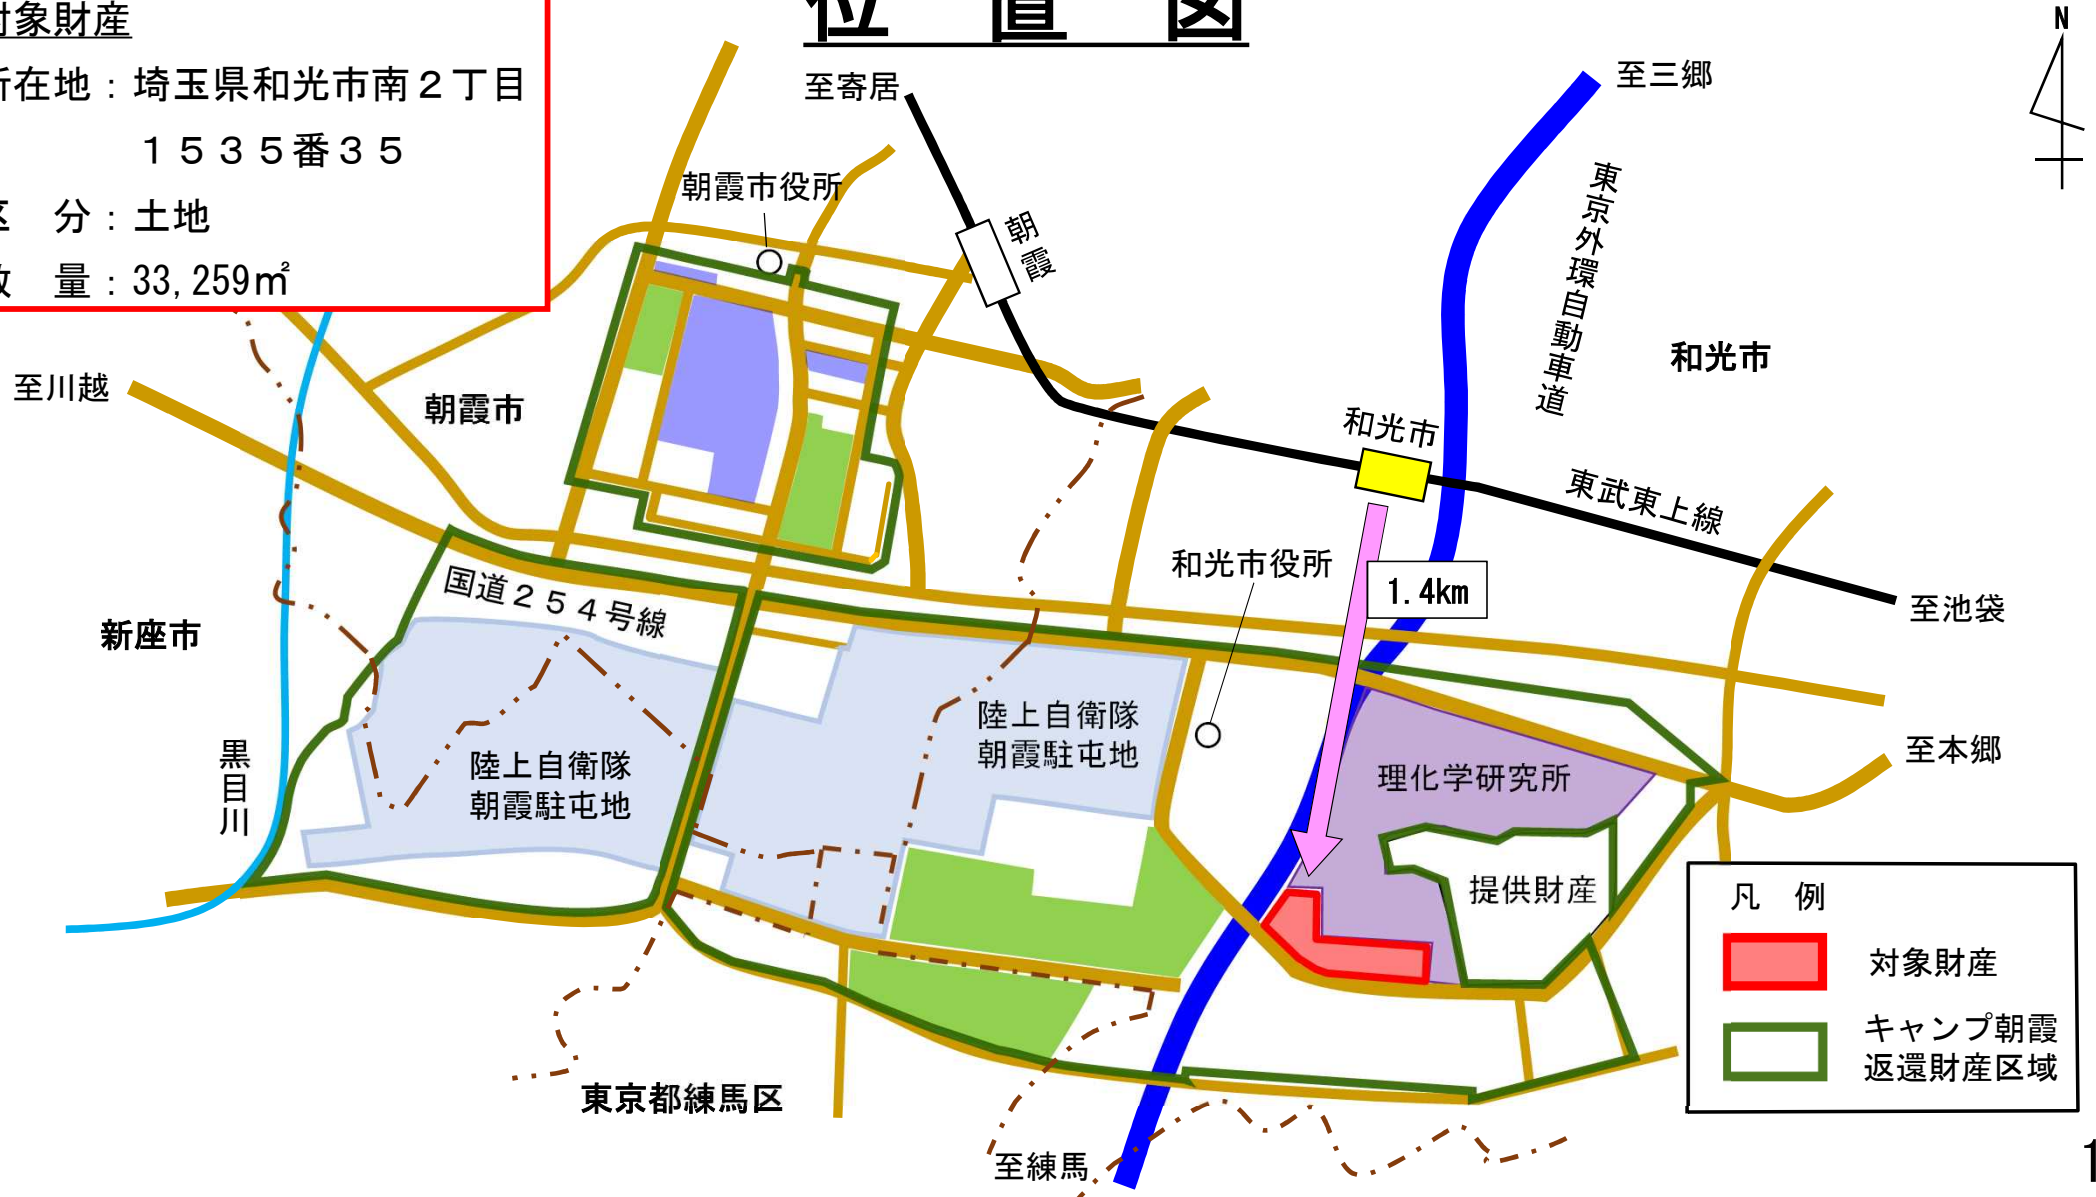 位置図
対象財産
所在地：埼玉県和光市南２丁目
１５３５番３５
区　分：土地
数　量：33,259㎡
N
至寄居
至三郷
朝霞市役所
朝霞
東京外環自動車道
和光市
至川越
朝霞市
和光市
東武東上線
和光市役所
1.4km
国道２５４号線
至池袋
新座市
陸上自衛隊
朝霞駐屯地
陸上自衛隊
朝霞駐屯地
至本郷
黒目川
理化学研究所
提供財産
凡　例
対象財産
キャンプ朝霞
返還財産区域
東京都練馬区
至練馬
1